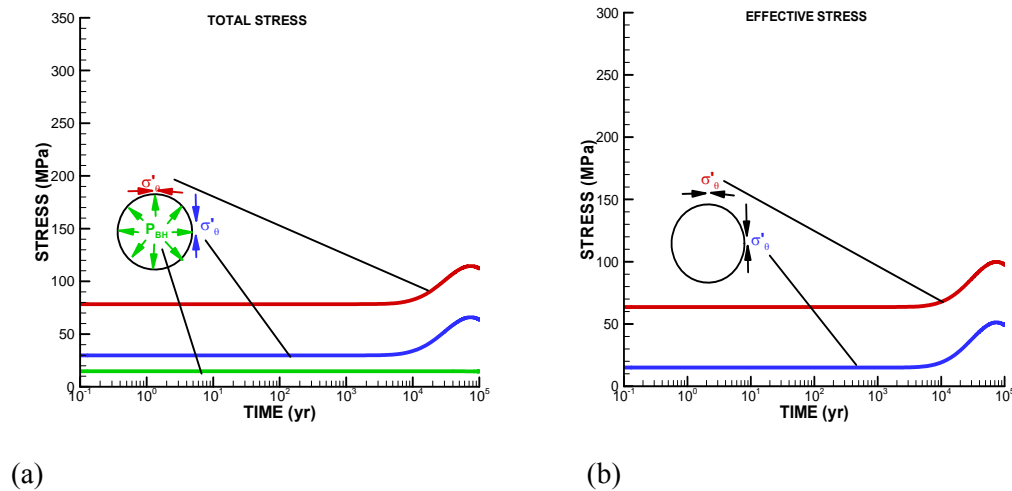 TOTAL STRESS
STRESS (MPa)
350
300
250
200
150
100
50
0
σ'θ
P_BH
σ'θ
10⁻¹ 10⁰ 10¹ 10² 10³ 10⁴ 10⁵
TIME (yr)
(a)
EFFECTIVE STRESS
STRESS (MPa)
300
250
200
150
100
50
0
σ'θ
σ'θ
10⁻¹ 10⁰ 10¹ 10² 10³ 10⁴ 10⁵
TIME (yr)
(b)